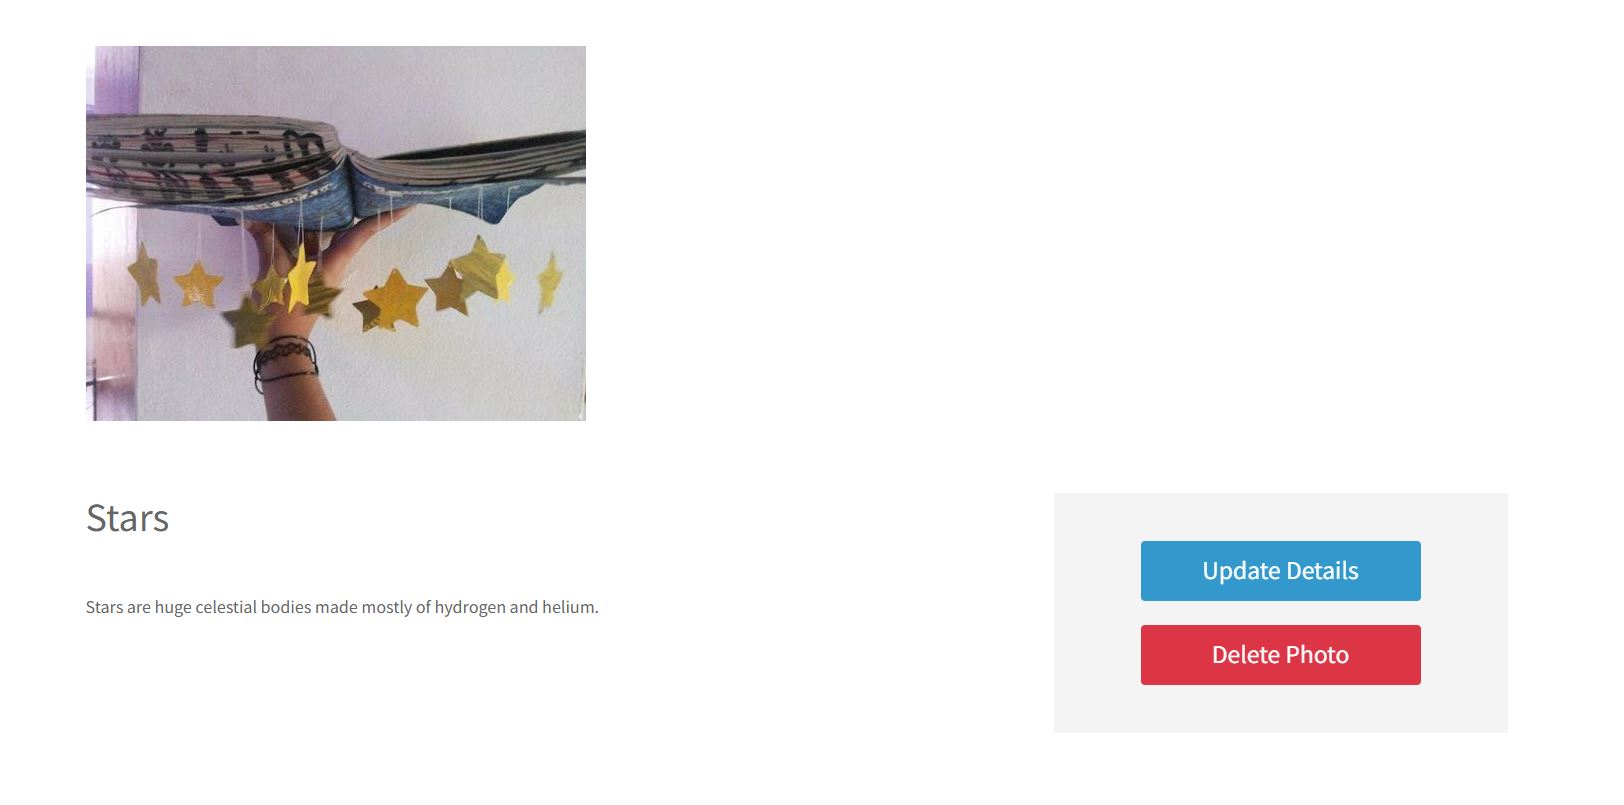 Stars
Stars are huge celestial bodies made mostly of hydrogen and helium.
Update Details
Delete Photo